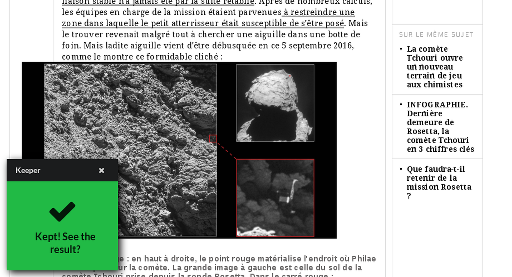 liaison stable n'a jamais été par la suite rétablie. Après de nombreux calculs,
les équipes en charge de la mission étaient parvenues à restreindre une
zone dans laquelle le petit atterrisseur était susceptible de s'être posé. Mais
le trouver revenait malgré tout à chercher une aiguille dans une botte de
foin. Mais ladite aiguille vient d'être débusquée en ce 5 septembre 2016,
comme le montre ce formidable cliché :
: en haut à droite, le point rouge matérialise l'endroit où Philae
sur la comète. La grande image à gauche est celle du sol de la
comète Tchouri prise depuis la sonde Rosetta. Dans le carré rouge :
Keeper ✖
Kept! See the
result?
SUR LE MÊME SUJET
• La comète
Tchouri ouvre
un nouveau
terrain de jeu
aux chimistes
• INFOGRAPHIE.
Dernière
demeure de
Rosetta, la
comète Tchouri
en 3 chiffres clés
• Que faudra-t-il
retenir de la
mission Rosetta
?